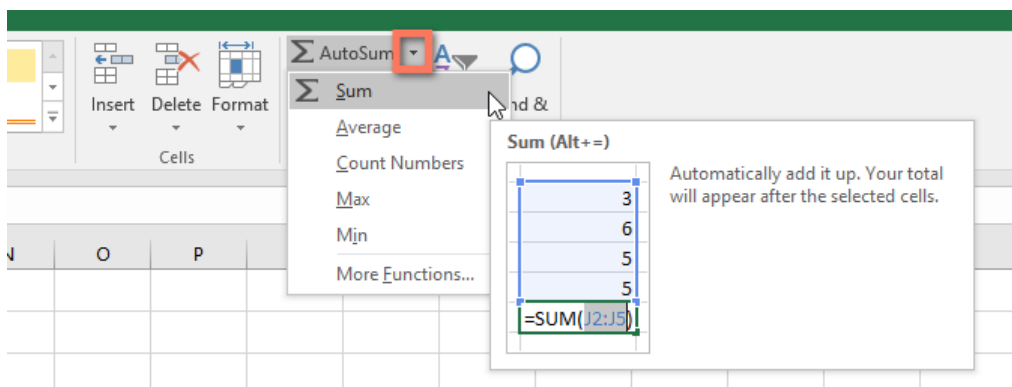 AutoSum
Insert Delete Format
Sum
nd &
Average
Cells
Sum (Alt+=)
Count Numbers
Automatically add it up. Your total
will appear after the selected cells.
Max
3
Min
6
O P
5
More Functions...
5
=SUM(J2:J5)